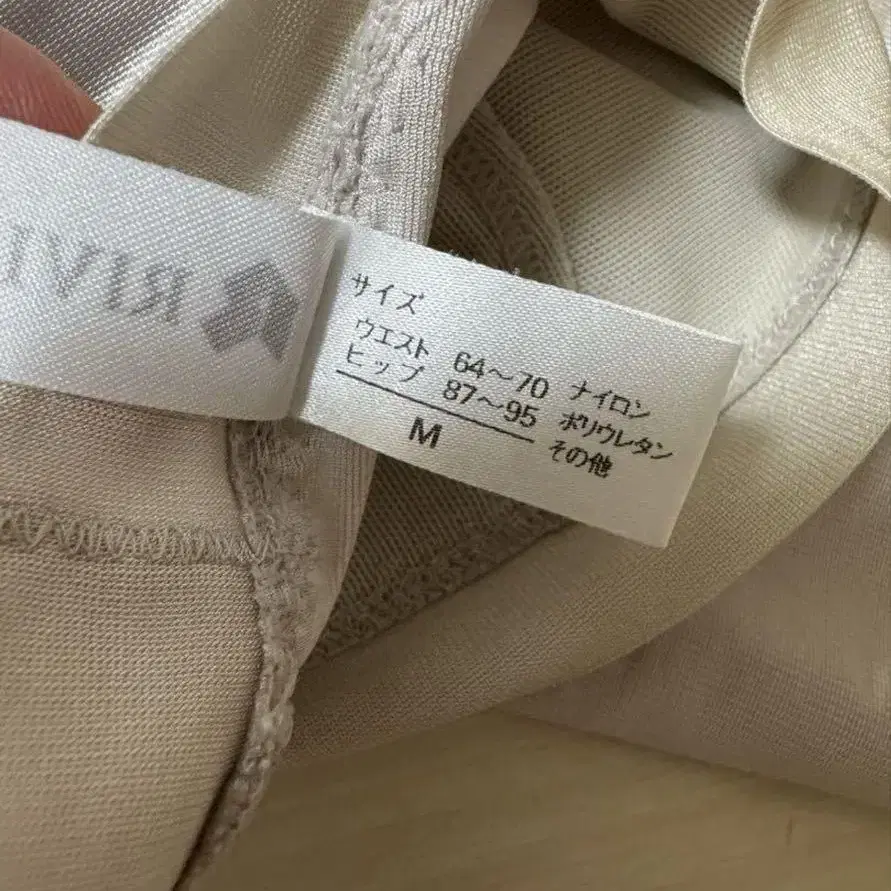 サイズ
ウエスト 64～70 ナイロン
ヒップ 87～95 ポリウレタン
M その他